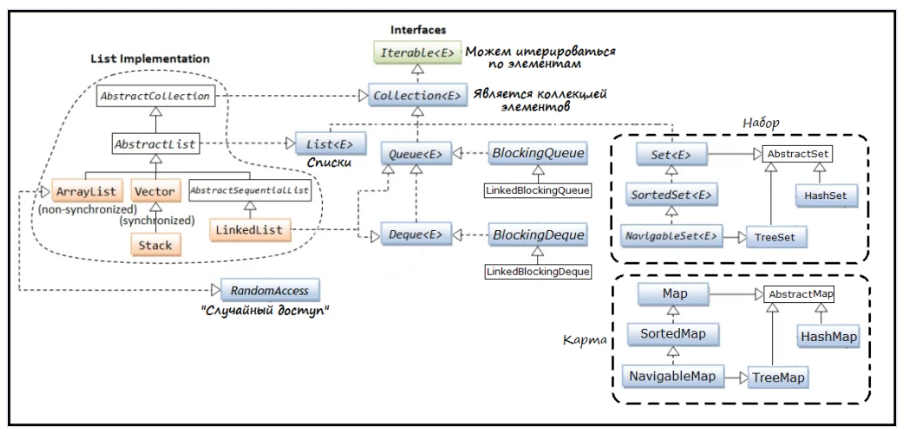 Interfaces
Iterable<E>
Можем итерироваться
по элементам
List Implementation
AbstractCollection
Collection<E>
Является коллекцией
элементов
AbstractList
List<E>
Списки
Queue<E>
BlockingQueue
LinkedBlockingQueue
Набор
Set<E>
AbstractSet
SortedSet<E>
HashSet
NavigableSet<E>
TreeSet
ArrayList
(non-synchronized)
Vector
(synchronized)
AbstractSequentialList
Stack
LinkedList
Deque<E>
BlockingDeque
LinkedBlockingDeque
RandomAccess
"Случайный доступ"
Карта
Map
AbstractMap
SortedMap
HashMap
NavigableMap
TreeMap